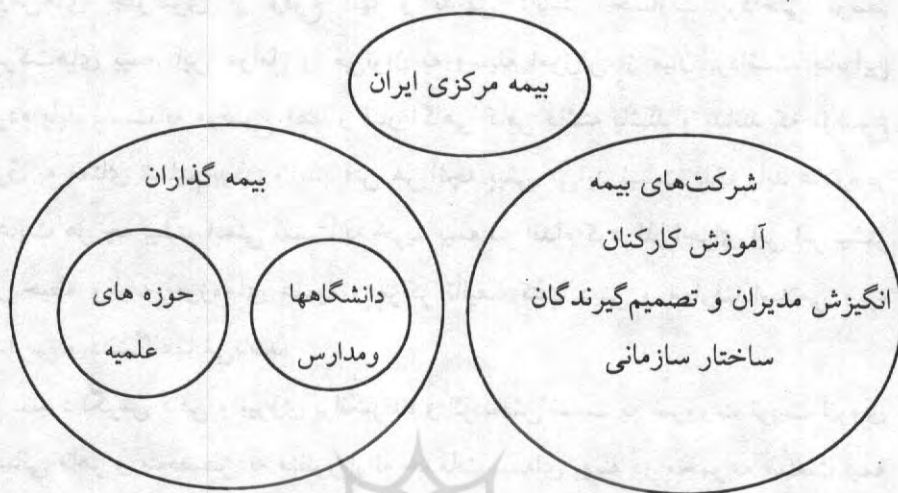 بیمه مرکزی ایران
شرکت‌های بیمه
آموزش کارکنان
انگیزش مدیران و تصمیم‌گیرندگان
ساختار سازمانی
بیمه گذاران
دانشگاهها
ومدارس
حوزه های
علمیه